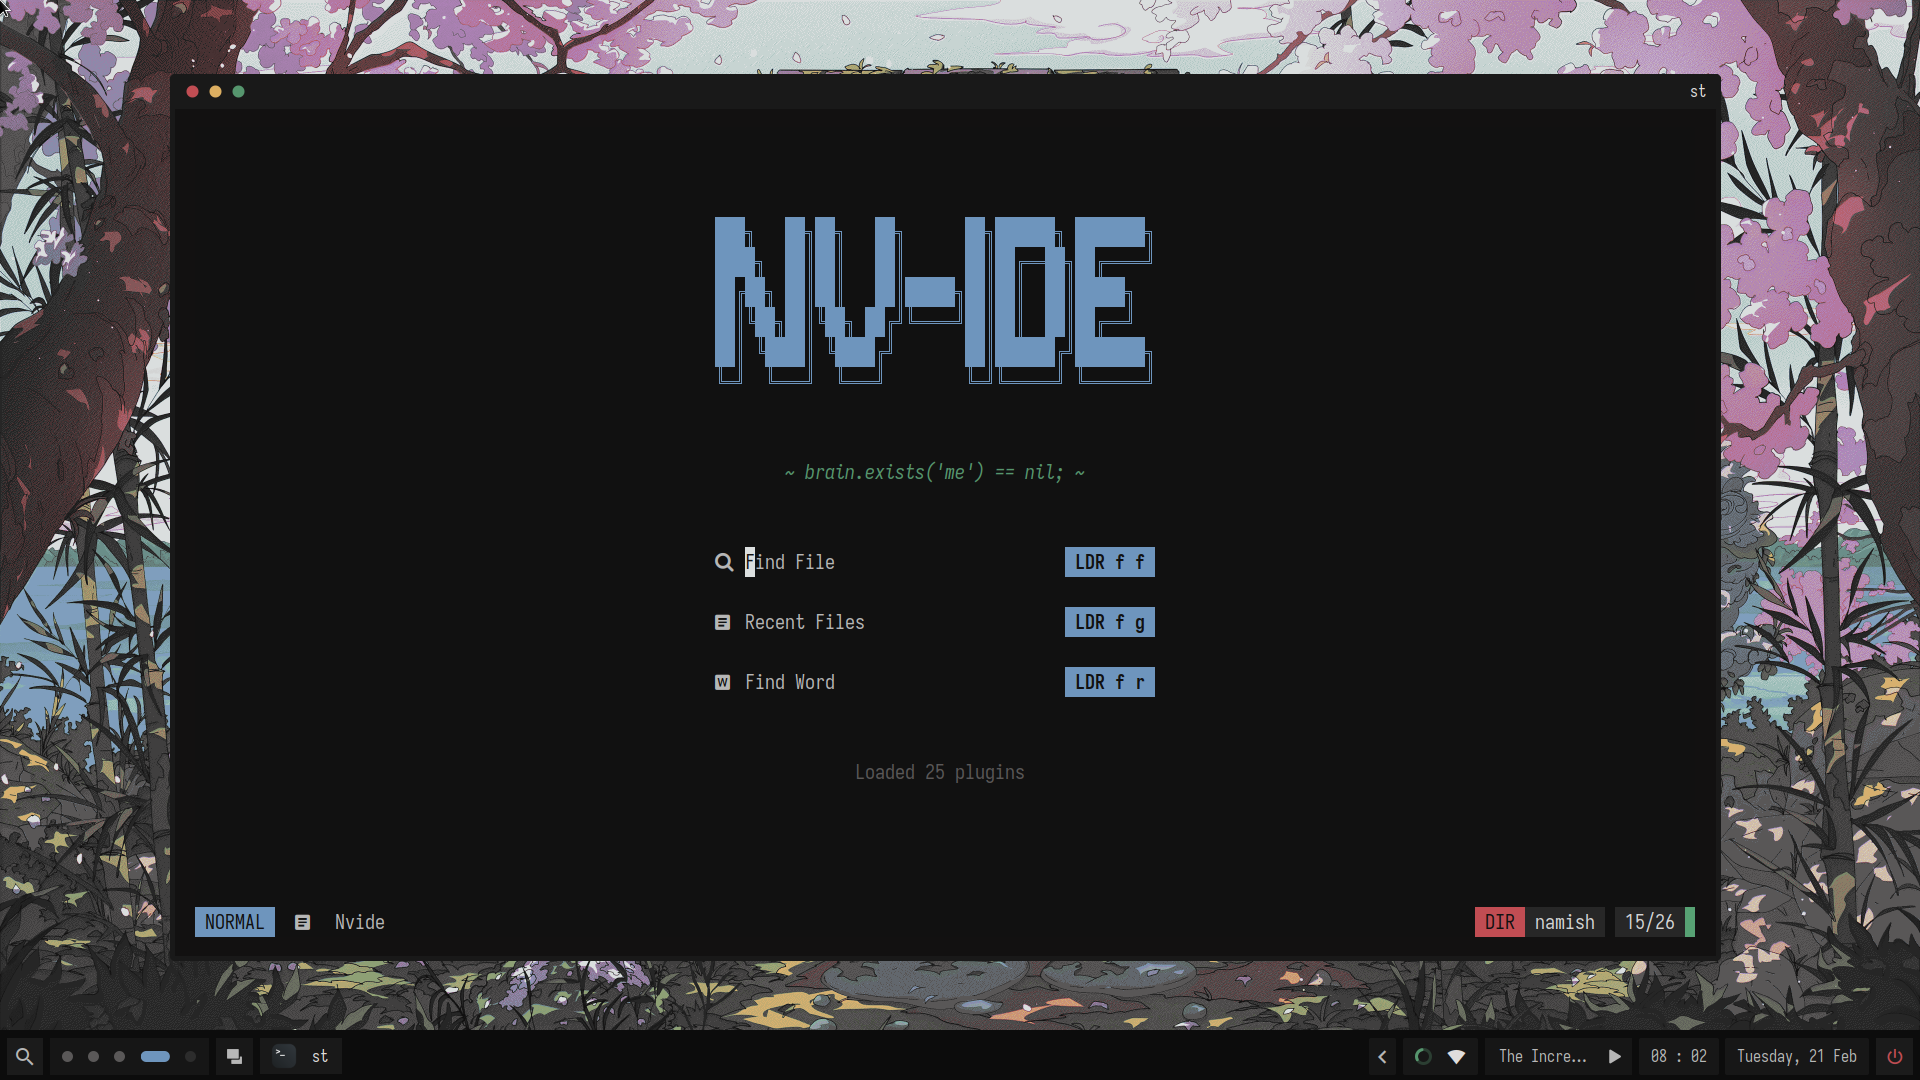 st
NV-IDE
~ brain.exists('me') == nil; ~
Find File LDR f f
Recent Files LDR f g
W Find Word LDR f r
Loaded 25 plugins
NORMAL Nvide DIR namish 15/26
>_ st The Incre... 08 : 02 Tuesday, 21 Feb